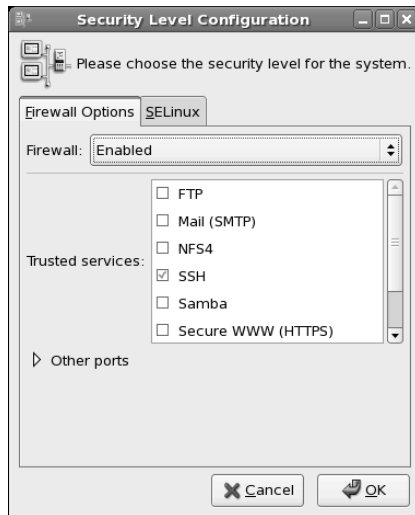 Security Level Configuration
Please choose the security level for the system.
Firewall Options SELinux
Firewall: Enabled
Trusted services:
FTP
Mail (SMTP)
NFS4
SSH
Samba
Secure WWW (HTTPS)
Other ports
Cancel OK